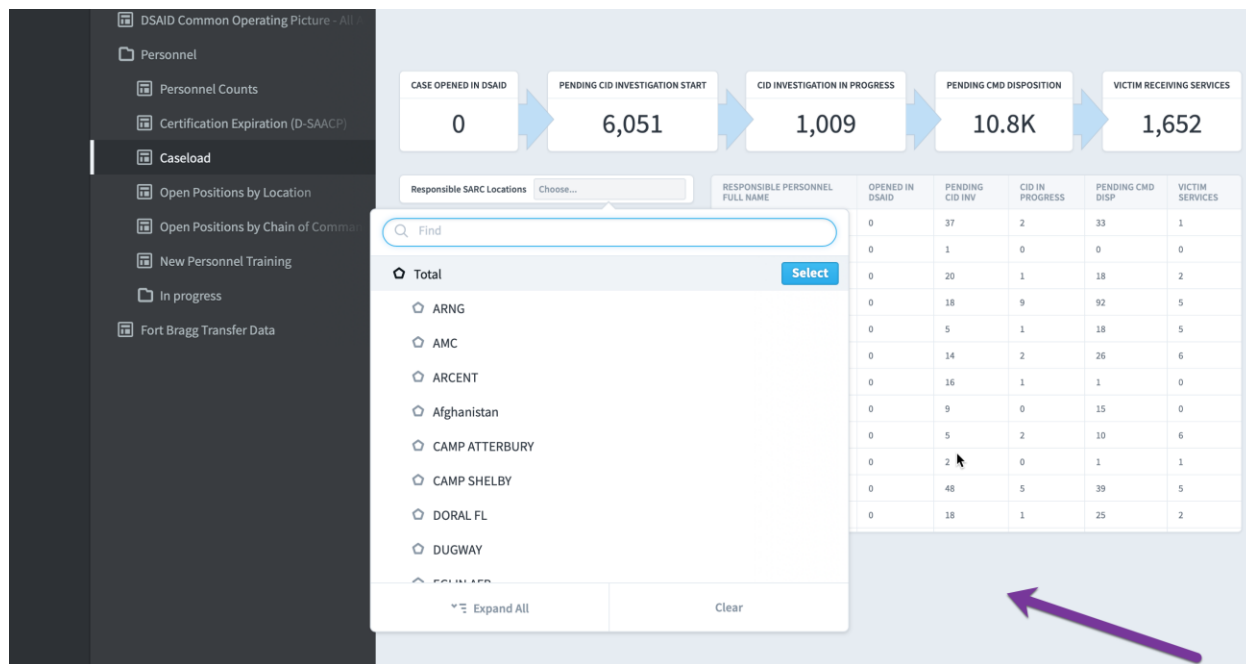 DSAID Common Operating Picture - All
Personnel
Personnel Counts
Certification Expiration (D-SAACP)
Caseload
Open Positions by Location
Open Positions by Chain of Comma
New Personnel Training
In progress
Fort Bragg Transfer Data
CASE OPENED IN DSAID
0
PENDING CID INVESTIGATION START
6,051
CID INVESTIGATION IN PROGRESS
1,009
PENDING CMD DISPOSITION
10.8K
VICTIM RECEIVING SERVICES
1,652
Responsible SARC Locations Choose...
Find
Total Select
ARNG
AMC
ARCENT
Afghanistan
CAMP ATTERBURY
CAMP SHELBY
DORAL FL
DUGWAY
EGLIN AFB
Expand All Clear
RESPONSIBLE PERSONNEL FULL NAME OPENED IN DSAID PENDING CID INV CID IN PROGRESS PENDING CMD DISP VICTIM SERVICES
0 37 2 33 1
0 1 0 0 0
0 20 1 18 2
0 18 9 92 5
0 5 1 18 5
0 14 2 26 6
0 16 1 1 0
0 9 0 15 0
0 5 2 10 6
0 2 0 1 1
0 48 5 39 5
0 18 1 25 2